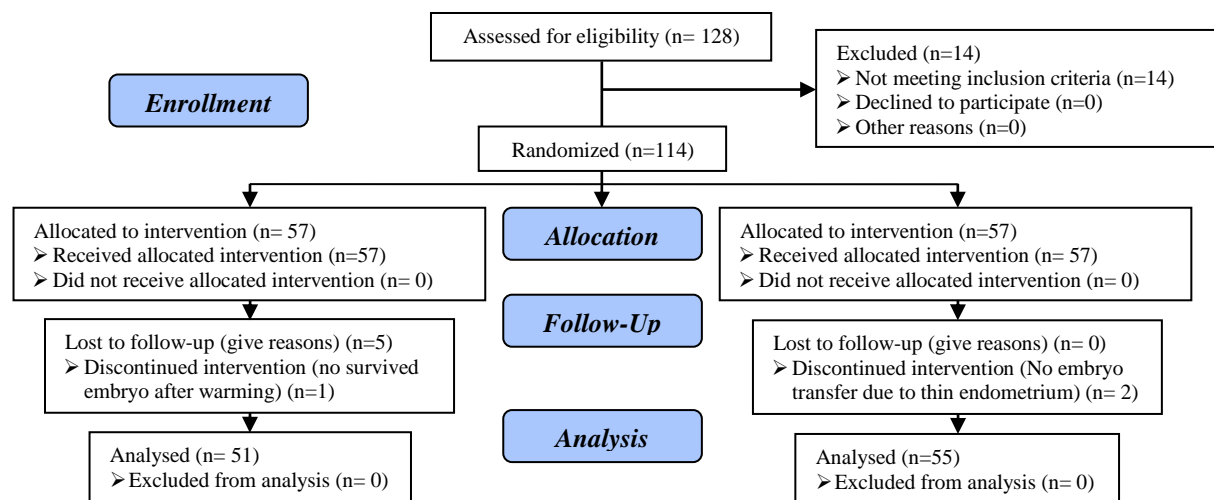 Assessed for eligibility (n= 128)
Excluded (n=14)
➢ Not meeting inclusion criteria (n=14)
➢ Declined to participate (n=0)
➢ Other reasons (n=0)
Enrollment
Randomized (n=114)
Allocated to intervention (n= 57)
➢ Received allocated intervention (n=57)
➢ Did not receive allocated intervention (n= 0)
Allocation
Allocated to intervention (n=57)
➢ Received allocated intervention (n= 57)
➢ Did not receive allocated intervention (n= 0)
Follow-Up
Lost to follow-up (give reasons) (n=5)
➢ Discontinued intervention (no survived
embryo after warming) (n=1)
Lost to follow-up (give reasons) (n= 0)
➢ Discontinued intervention (No embryo
transfer due to thin endometrium) (n= 2)
Analysis
Analysed (n= 51)
➢ Excluded from analysis (n= 0)
Analysed (n=55)
➢ Excluded from analysis (n= 0)